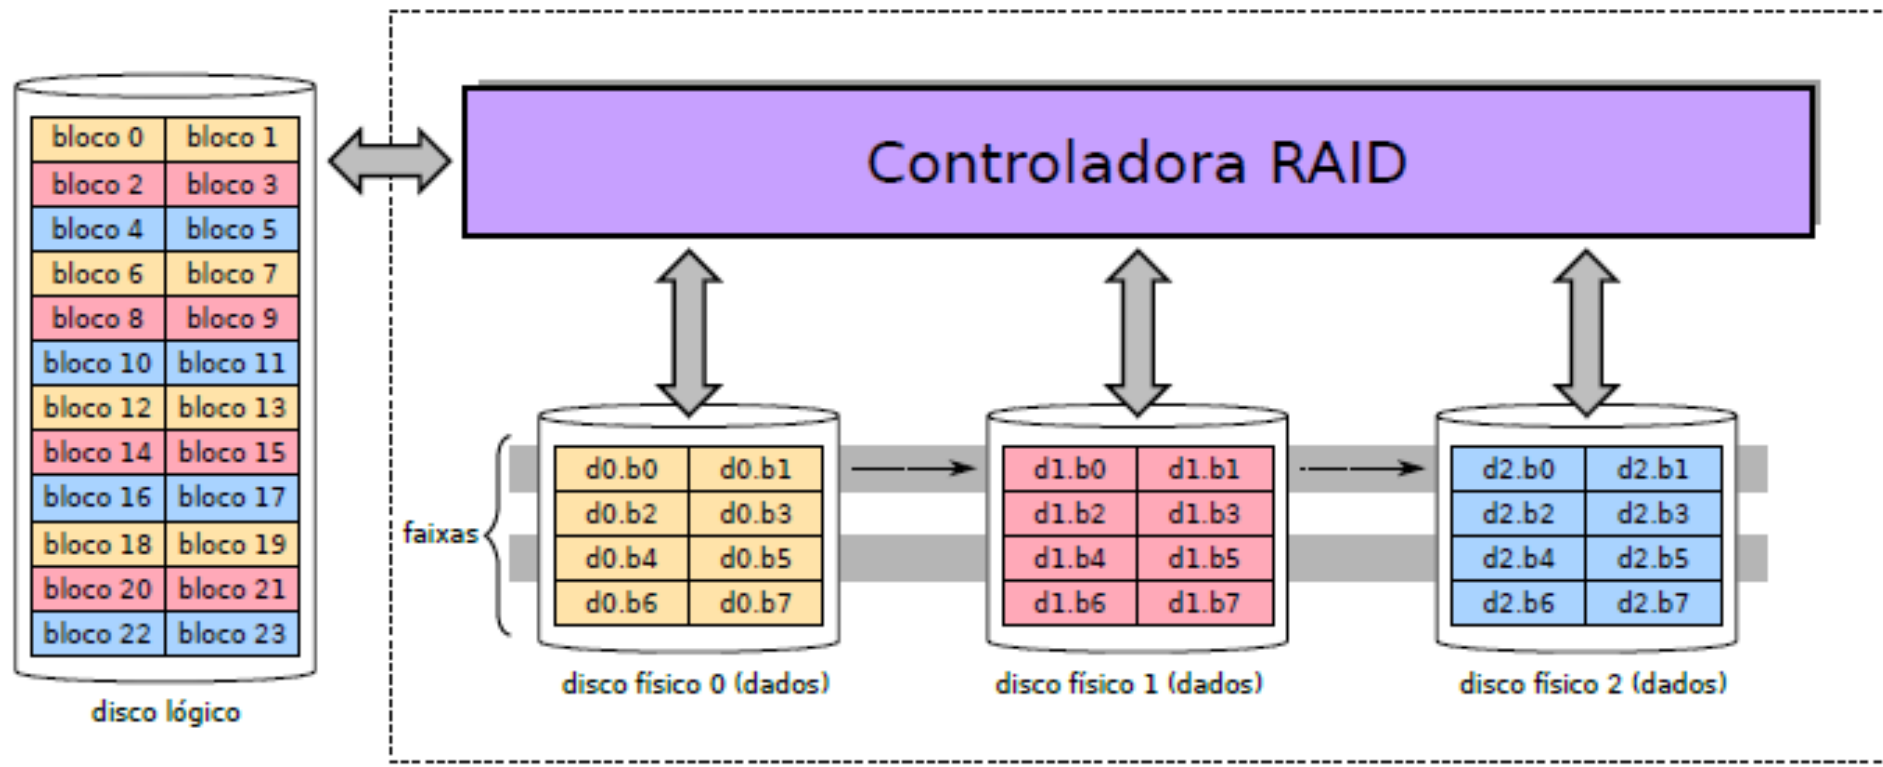 Controladora RAID
bloco 0 bloco 1
bloco 2 bloco 3
bloco 4 bloco 5
bloco 6 bloco 7
bloco 8 bloco 9
bloco 10 bloco 11
bloco 12 bloco 13
bloco 14 bloco 15
bloco 16 bloco 17
bloco 18 bloco 19
bloco 20 bloco 21
bloco 22 bloco 23
disco lógico
faixas
d0.b0 d0.b1
d0.b2 d0.b3
d0.b4 d0.b5
d0.b6 d0.b7
disco físico 0 (dados)
d1.b0 d1.b1
d1.b2 d1.b3
d1.b4 d1.b5
d1.b6 d1.b7
disco físico 1 (dados)
d2.b0 d2.b1
d2.b2 d2.b3
d2.b4 d2.b5
d2.b6 d2.b7
disco físico 2 (dados)